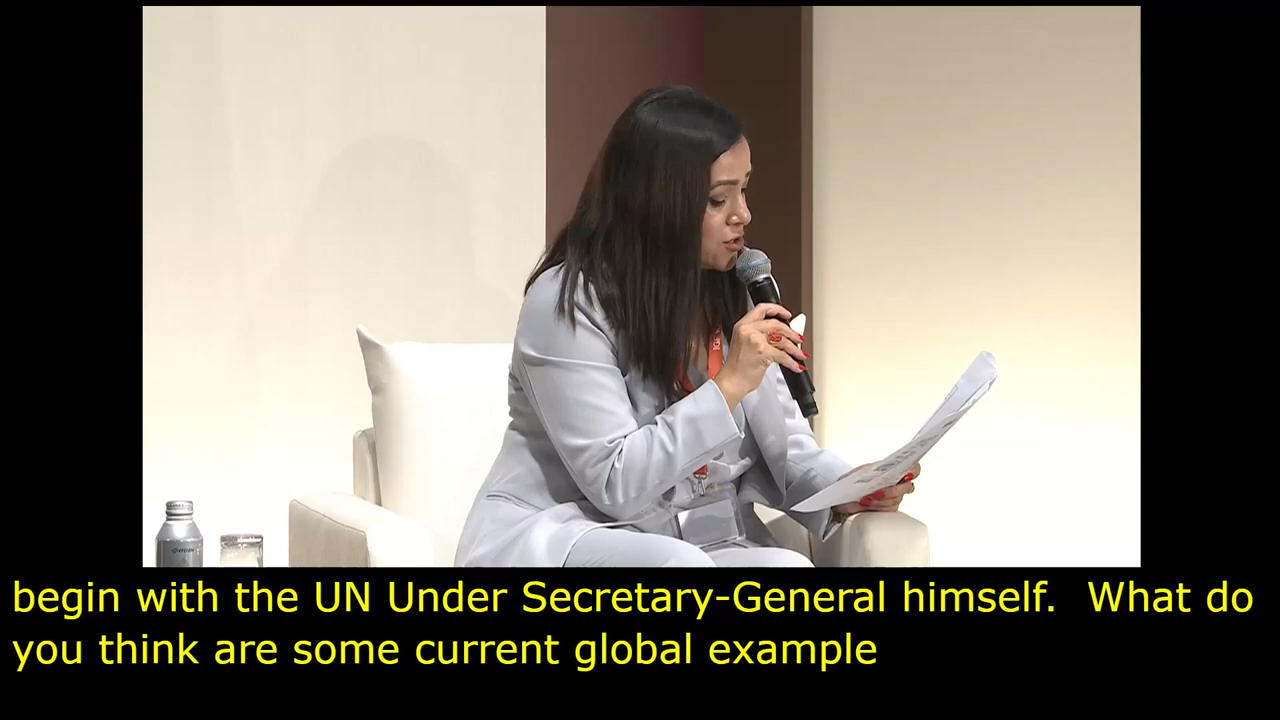 begin with the UN Under Secretary-General himself.  What do
you think are some current global example